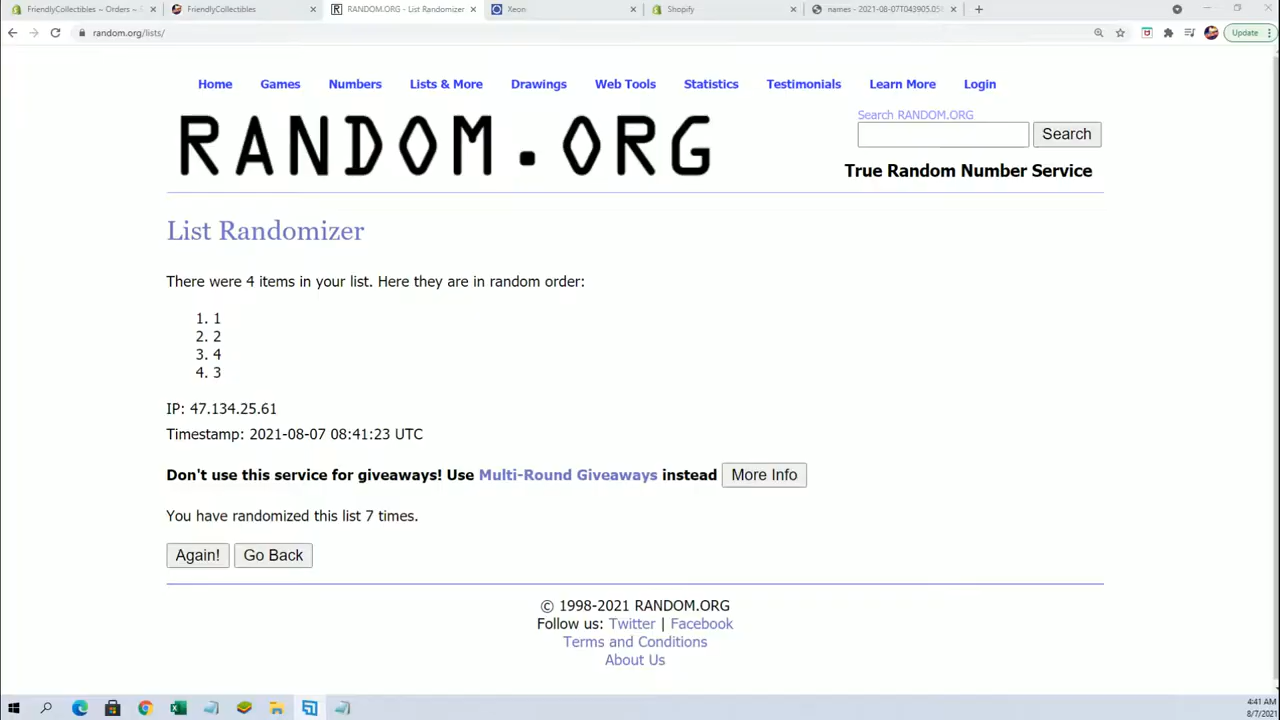 FriendlyCollectibles ~ Orders ~
FriendlyCollectibles
RANDOM.ORG - List Randomizer
Xeon
Shopify
names - 2021-08-07T043905.05
random.org/lists/
Update
Home Games Numbers Lists & More Drawings Web Tools Statistics Testimonials Learn More Login
RANDOM.ORG
Search RANDOM.ORG
Search
True Random Number Service
List Randomizer
There were 4 items in your list. Here they are in random order:
1. 1
2. 2
3. 4
4. 3
IP: 47.134.25.61
Timestamp: 2021-08-07 08:41:23 UTC
Don't use this service for giveaways! Use Multi-Round Giveaways instead More Info
You have randomized this list 7 times.
Again! Go Back
© 1998-2021 RANDOM.ORG
Follow us: Twitter | Facebook
Terms and Conditions
About Us
4:41 AM
8/7/2021